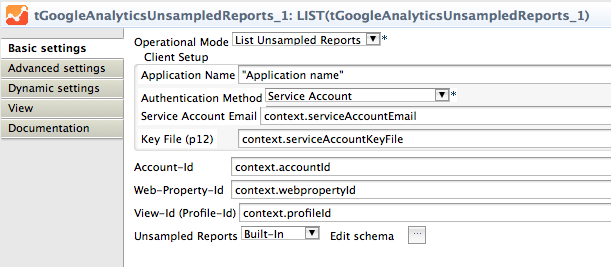 tGoogleAnalyticsUnsampledReports_1: LIST(tGoogleAnalyticsUnsampledReports_1)
Basic settings
Advanced settings
Dynamic settings
View
Documentation
Operational Mode List Unsampled Reports *
Client Setup
Application Name "Application name"
Authentication Method Service Account *
Service Account Email context.serviceAccountEmail
Key File (p12) context.serviceAccountKeyFile
Account-Id context.accountId
Web-Property-Id context.webpropertyId
View-Id (Profile-Id) context.profileId
Unsampled Reports Built-In Edit schema ...